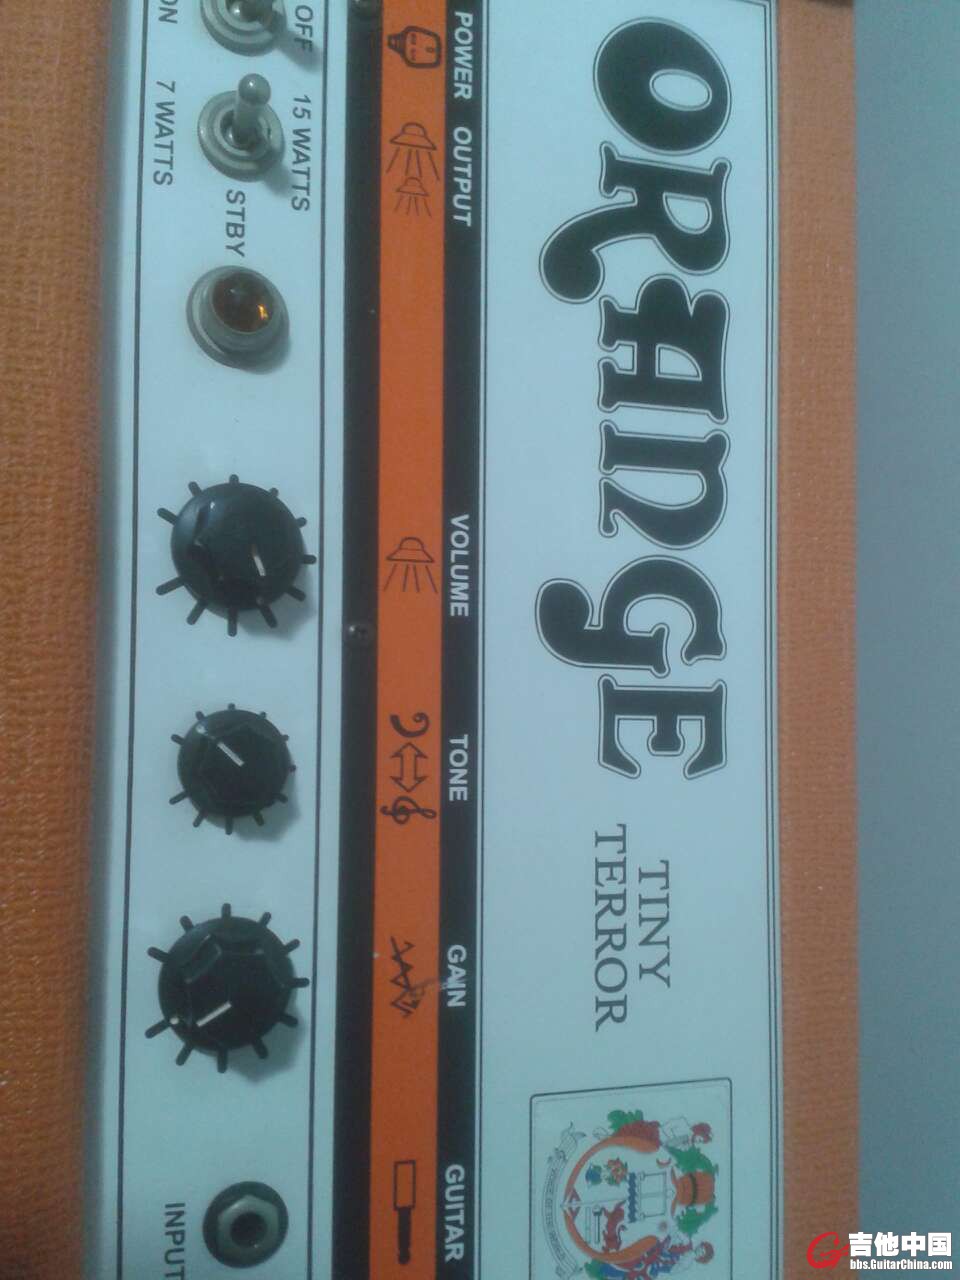 ORANGE
TINY
TERROR
POWER OUTPUT VOLUME TONE GAIN GUITAR
OFF 15 WATTS
STBY
ON 7 WATTS INPUT
吉他中国
bbs.GuitarChina.com